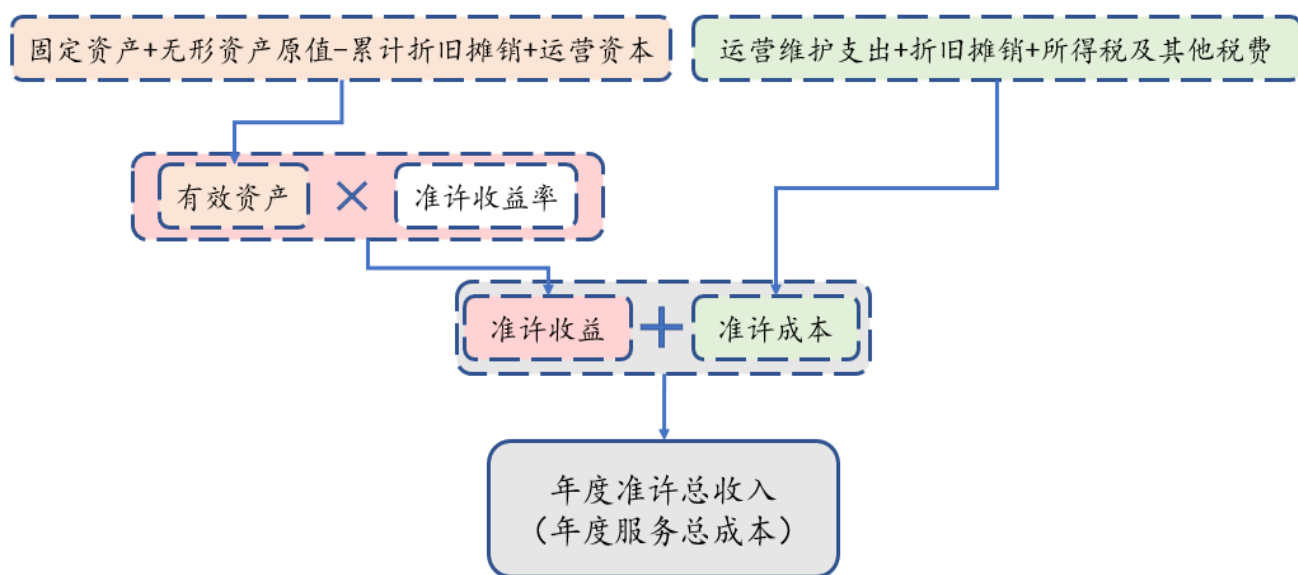 固定资产+无形资产原值-累计折旧摊销+运营资本
运营维护支出+折旧摊销+所得税及其他税费
有效资产
×
准许收益率
准许收益
+
准许成本
年度准许总收入
（年度服务总成本）